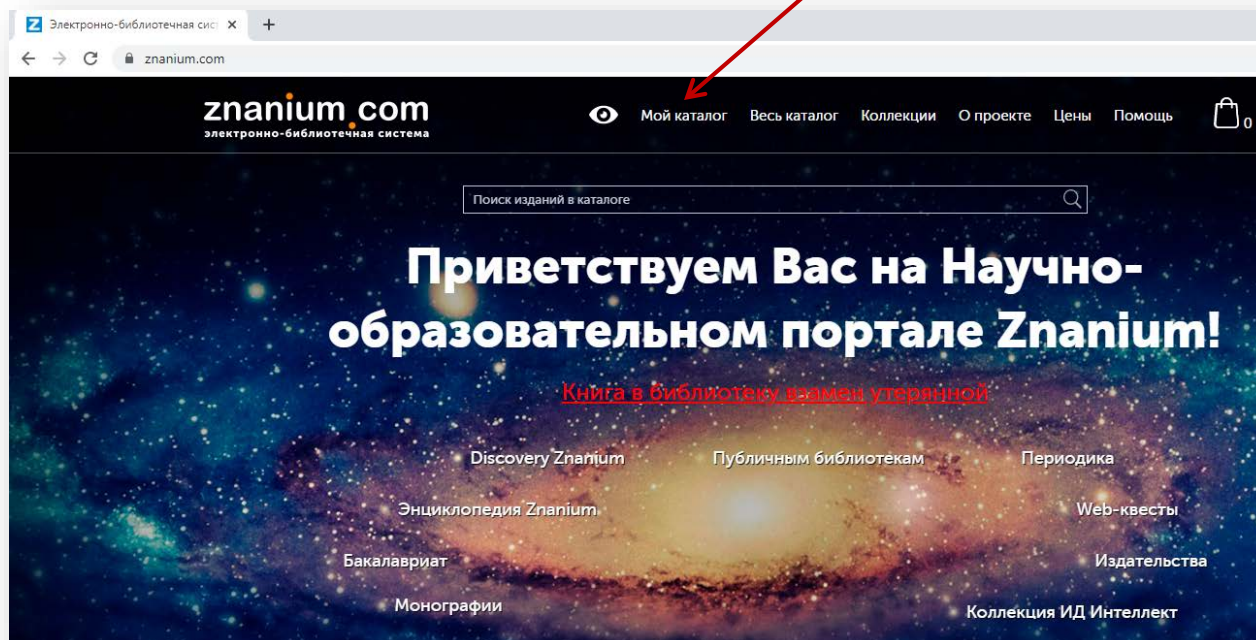 Электронно-библиотечная сис
znanium.com
znanium.com
электронно-библиотечная система
Мой каталог Весь каталог Коллекции О проекте Цены Помощь 0
Поиск изданий в каталоге
Приветствуем Вас на Научно-
образовательном портале Znanium!
Книга в библиотеку взамен утерянной
Discovery Znanium Публичным библиотекам Периодика
Энциклопедия Znanium Web-квесты
Бакалавриат Издательства
Монографии Коллекция ИД Интеллект